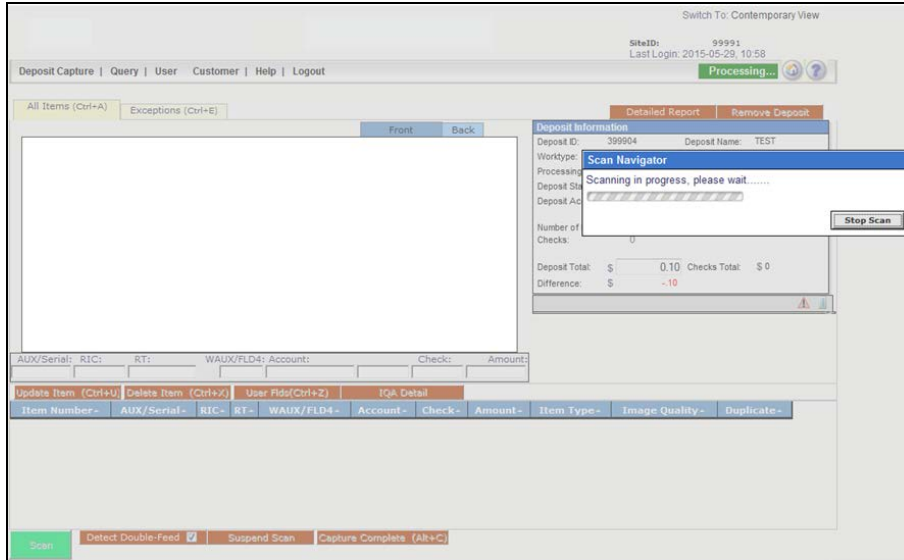 Switch To: Contemporary View
SiteID: 99991
Last Login: 2015-05-29, 10:58
Deposit Capture | Query | User Customer | Help | Logout
Processing...
All Items (Ctrl+A) Exceptions (Ctrl+E)
Detailed Report Remove Deposit
Front Back
Deposit Information
Deposit ID: 399904 Deposit Name: TEST
Worktype:
Scan Navigator
Processing
Scanning in progress, please wait.......
Deposit Sta
Deposit Ac
Stop Scan
Number of
Checks: 0
Deposit Total: $ 0.10 Checks Total: $ 0
Difference: $ -.10
AUX/Serial: RIC: RT: WAUX/FLD4: Account: Check: Amount:
Update Item (Ctrl+U) Delete Item (Ctrl+X) User Flds(Ctrl+Z) IQA Detail
Item Number- AUX/Serial- RIC- RT- WAUX/FLD4- Account- Check- Amount- Item Type- Image Quality- Duplicate-
Scan Detect Double-Feed Suspend Scan Capture Complete (Alt+C)